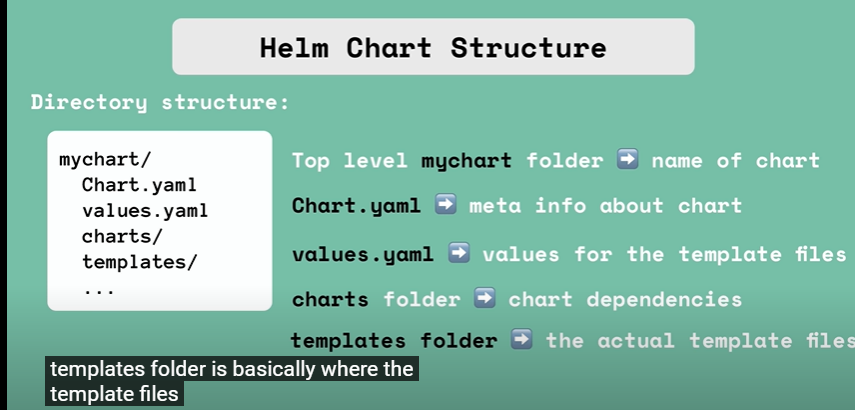 Helm Chart Structure
Directory structure:
mychart/
Chart.yaml
values.yaml
charts/
templates/
...
Top level mychart folder ➡ name of chart
Chart.yaml ➡ meta info about chart
values.yaml ➡ values for the template files
charts folder ➡ chart dependencies
templates folder ➡ the actual template files
templates folder is basically where the
template files